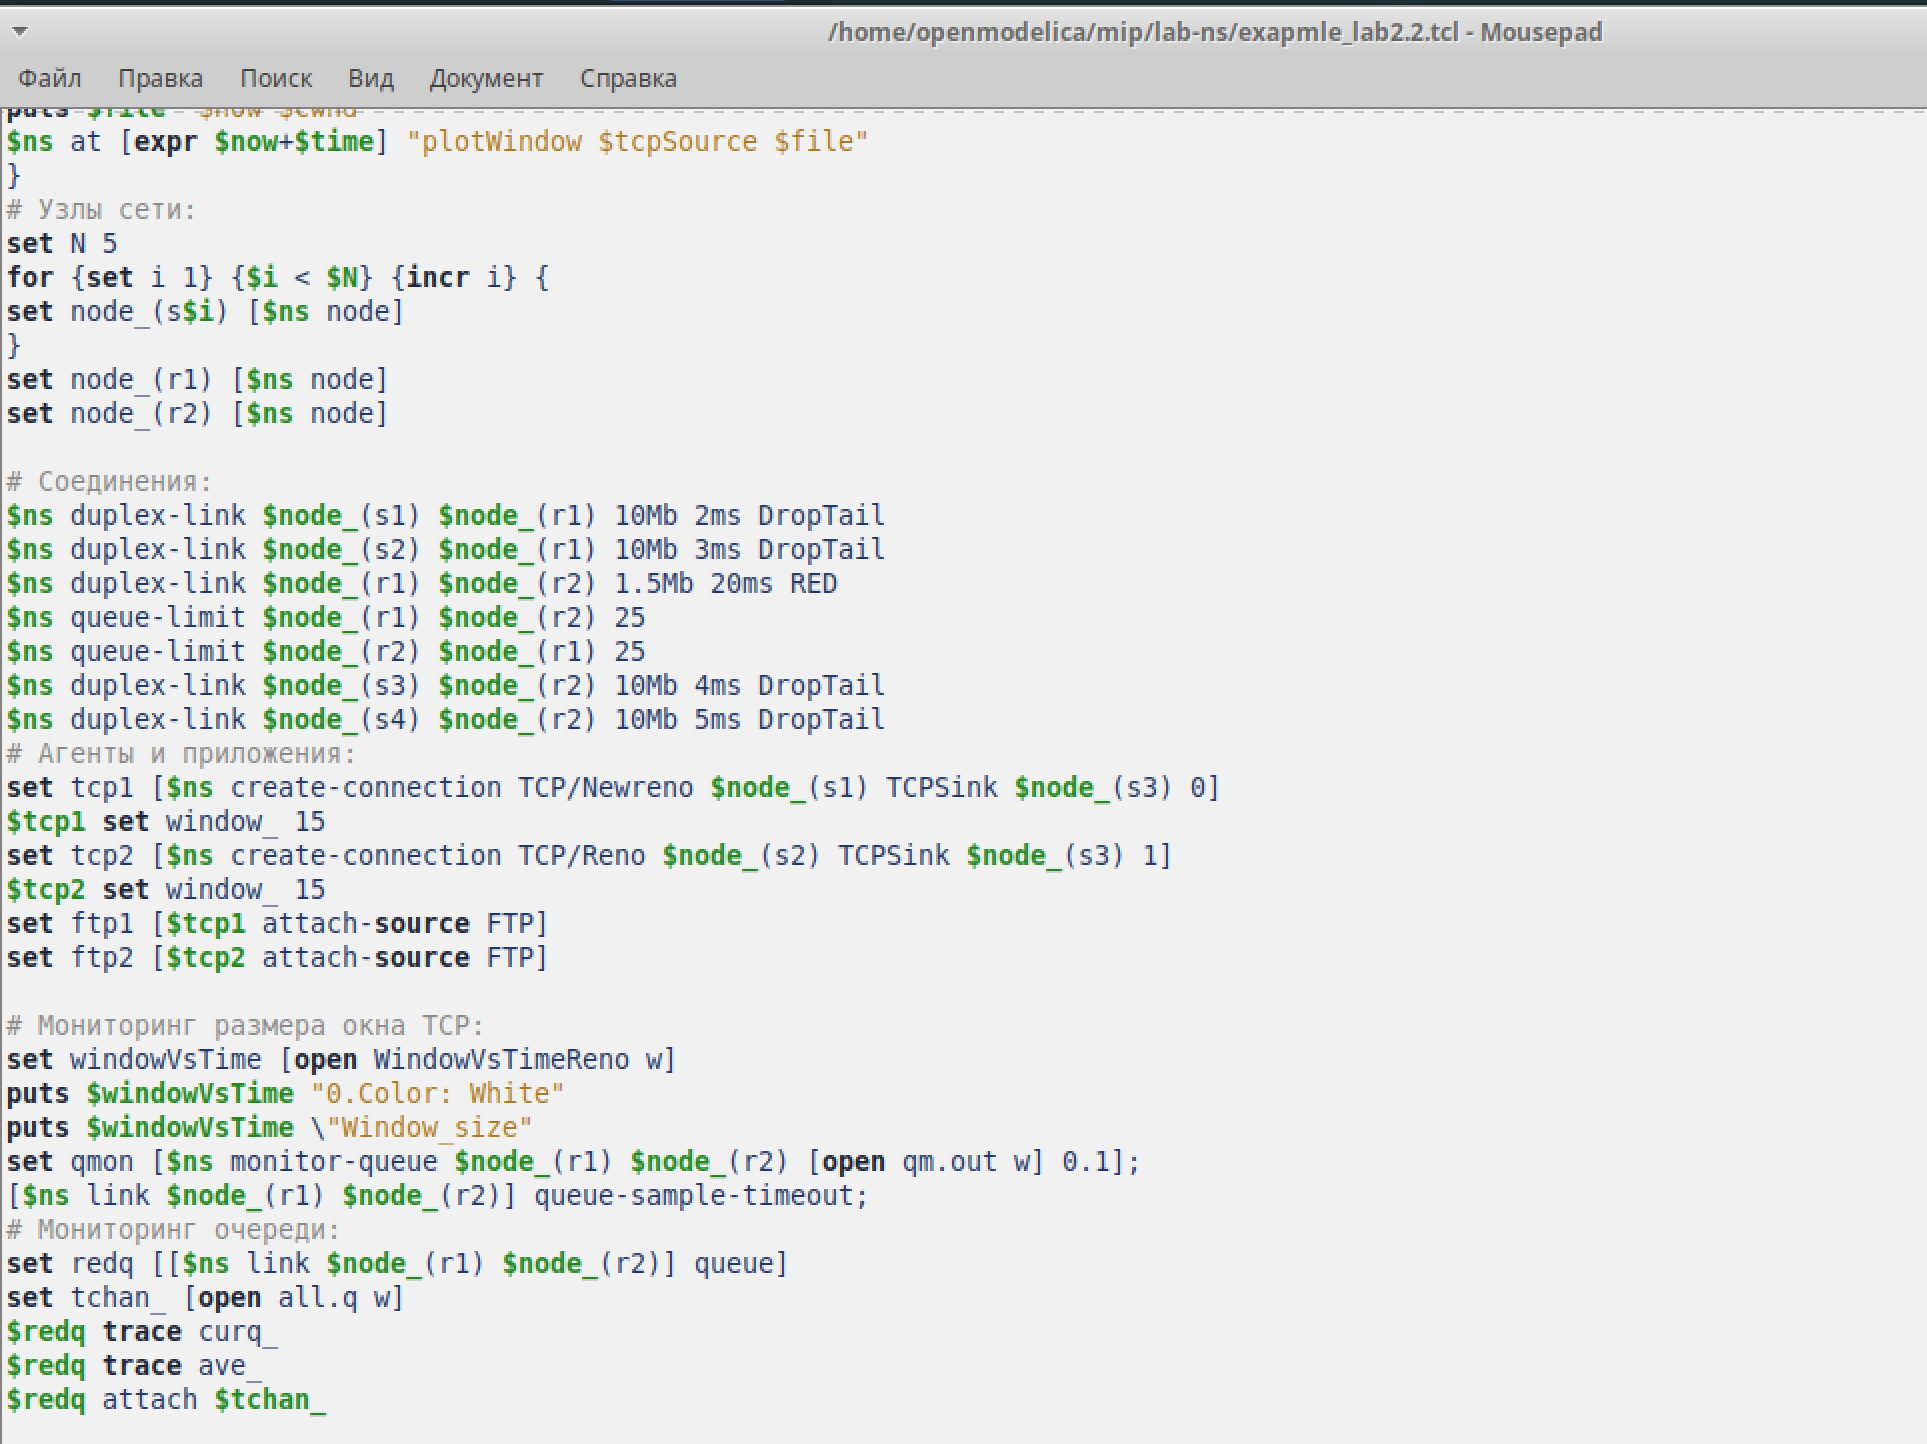 /home/openmodelica/mip/lab-ns/exapmle_lab2.2.tcl - Mousepad
Файл Правка Поиск Вид Документ Справка
puts $file "$now $cwnd"
$ns at [expr $now+$time] "plotWindow $tcpSource $file"
}
# Узлы сети:
set N 5
for {set i 1} {$i < $N} {incr i} {
set node_(s$i) [$ns node]
}
set node_(r1) [$ns node]
set node_(r2) [$ns node]
# Соединения:
$ns duplex-link $node_(s1) $node_(r1) 10Mb 2ms DropTail
$ns duplex-link $node_(s2) $node_(r1) 10Mb 3ms DropTail
$ns duplex-link $node_(r1) $node_(r2) 1.5Mb 20ms RED
$ns queue-limit $node_(r1) $node_(r2) 25
$ns queue-limit $node_(r2) $node_(r1) 25
$ns duplex-link $node_(s3) $node_(r2) 10Mb 4ms DropTail
$ns duplex-link $node_(s4) $node_(r2) 10Mb 5ms DropTail
# Агенты и приложения:
set tcp1 [$ns create-connection TCP/Newreno $node_(s1) TCPSink $node_(s3) 0]
$tcp1 set window_ 15
set tcp2 [$ns create-connection TCP/Reno $node_(s2) TCPSink $node_(s3) 1]
$tcp2 set window_ 15
set ftp1 [$tcp1 attach-source FTP]
set ftp2 [$tcp2 attach-source FTP]
# Мониторинг размера окна TCP:
set windowVsTime [open WindowVsTimeReno w]
puts $windowVsTime "0.Color: White"
puts $windowVsTime \"Window_size"
set qmon [$ns monitor-queue $node_(r1) $node_(r2) [open qm.out w] 0.1];
[$ns link $node_(r1) $node_(r2)] queue-sample-timeout;
# Мониторинг очереди:
set redq [[$ns link $node_(r1) $node_(r2)] queue]
set tchan_ [open all.q w]
$redq trace curq_
$redq trace ave_
$redq attach $tchan_